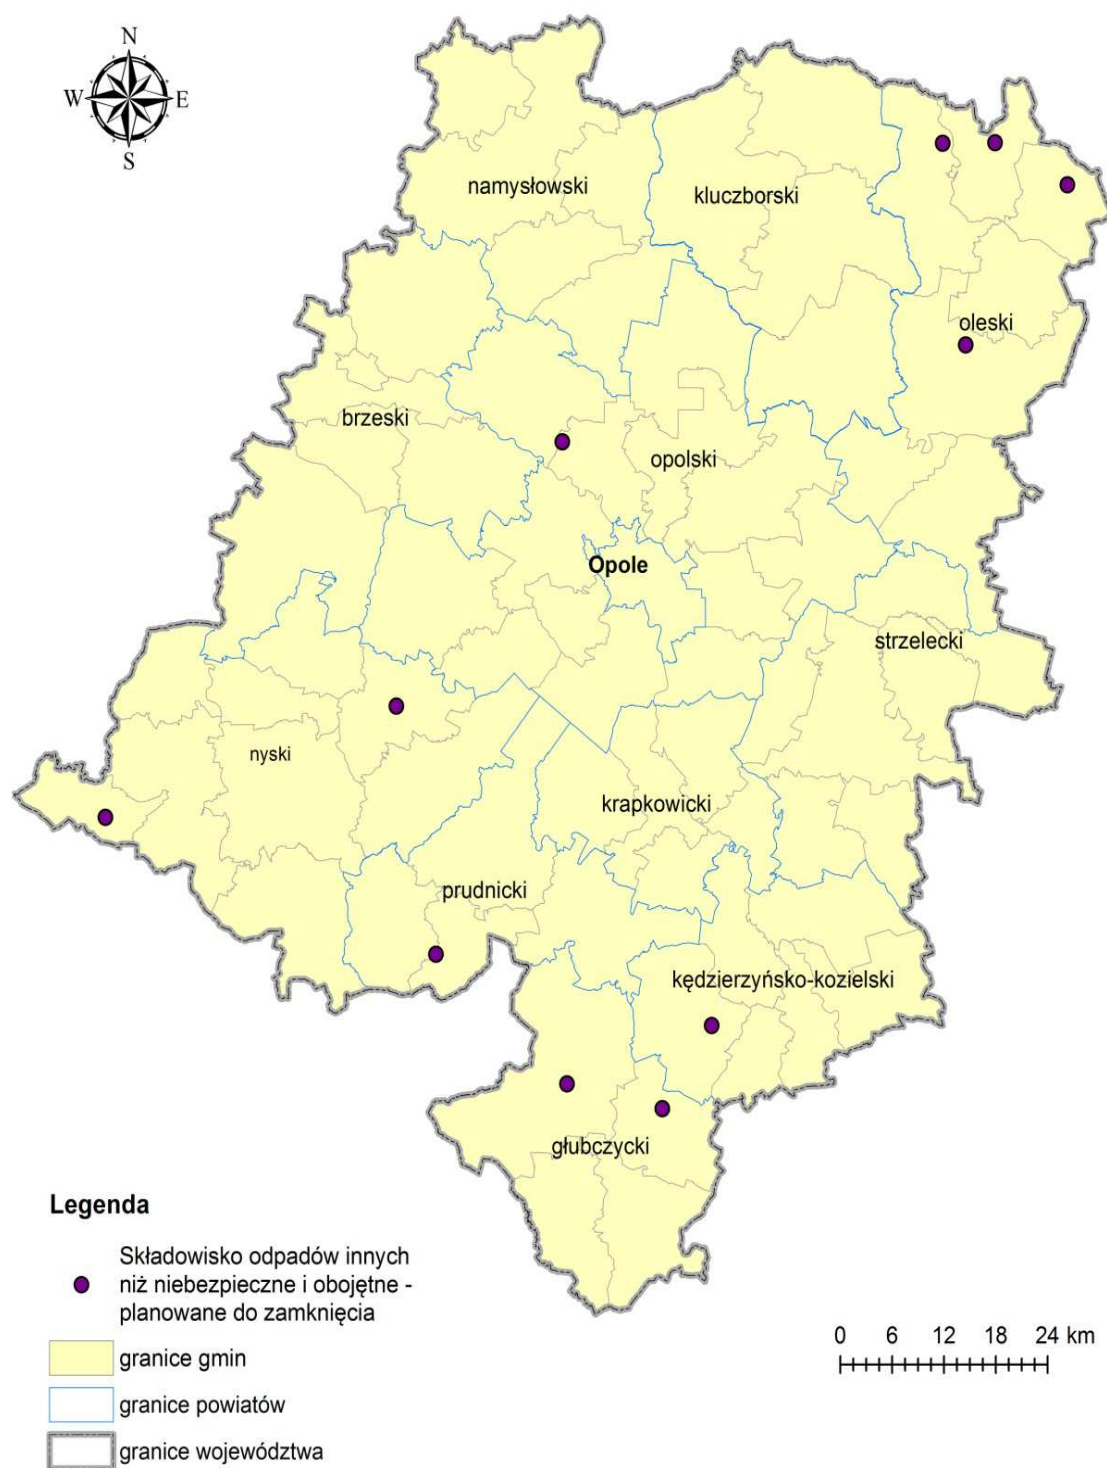 N
W E
S
namysłowski
kluczborski
oleski
brzeski
opolski
Opole
strzelecki
nyski
krapkowicki
prudnicki
kędzierzyńsko-kozielski
głubczycki
Legenda
Składowisko odpadów innych
niż niebezpieczne i obojętne -
planowane do zamknięcia
granice gmin
granice powiatów
granice województwa
0 6 12 18 24 km